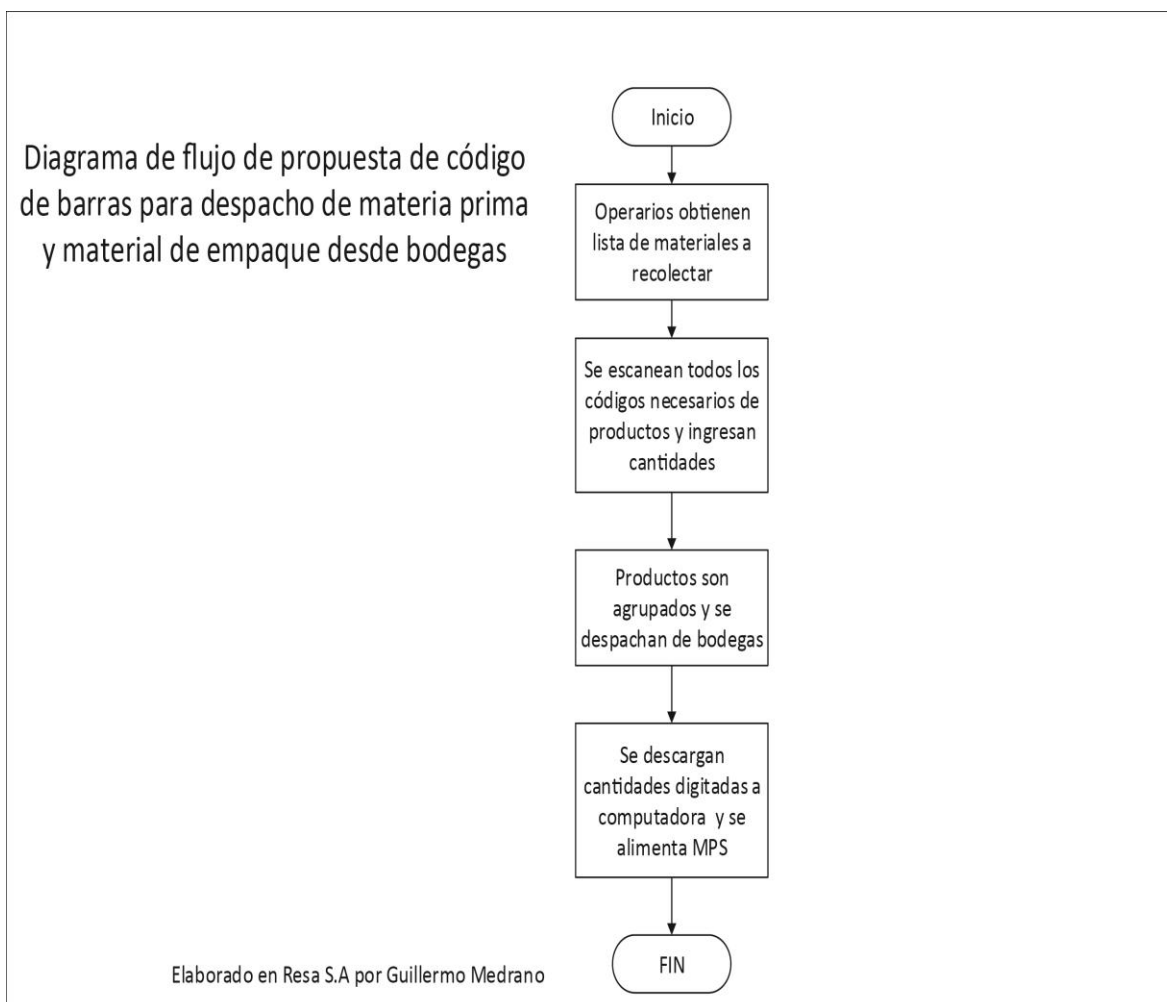 Diagrama de flujo de propuesta de código
de barras para despacho de materia prima
y material de empaque desde bodegas
Inicio
Operarios obtienen
lista de materiales a
recolectar
Se escanean todos los
códigos necesarios de
productos y ingresan
cantidades
Productos son
agrupados y se
despachan de bodegas
Se descargan
cantidades digitadas a
computadora y se
alimenta MPS
FIN
Elaborado en Resa S.A por Guillermo Medrano